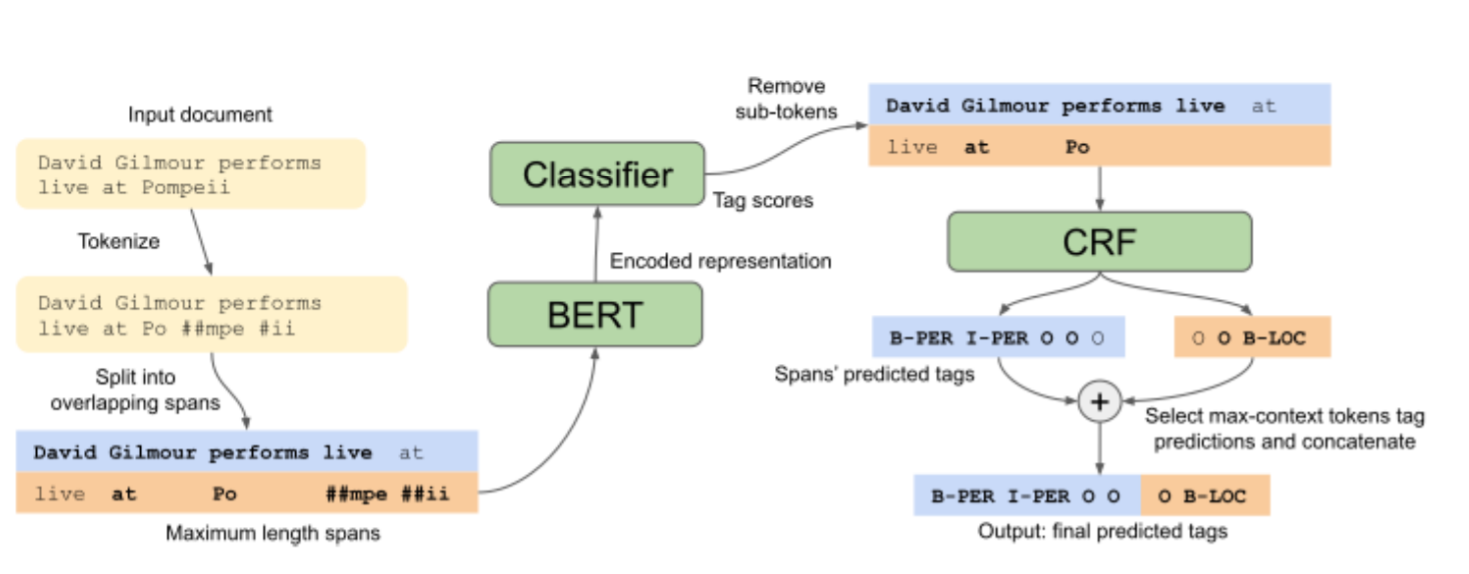 Input document
David Gilmour performs
live at Pompeii
Tokenize
David Gilmour performs
live at Po ##mpe #ii
Split into
overlapping spans
David Gilmour performs live at
live at Po ##mpe ##ii
Maximum length spans
BERT
Encoded representation
Classifier
Tag scores
Remove
sub-tokens
David Gilmour performs live at
live at Po
CRF
B-PER I-PER O O O
O O B-LOC
Spans' predicted tags
+
Select max-context tokens tag
predictions and concatenate
B-PER I-PER O O O B-LOC
Output: final predicted tags